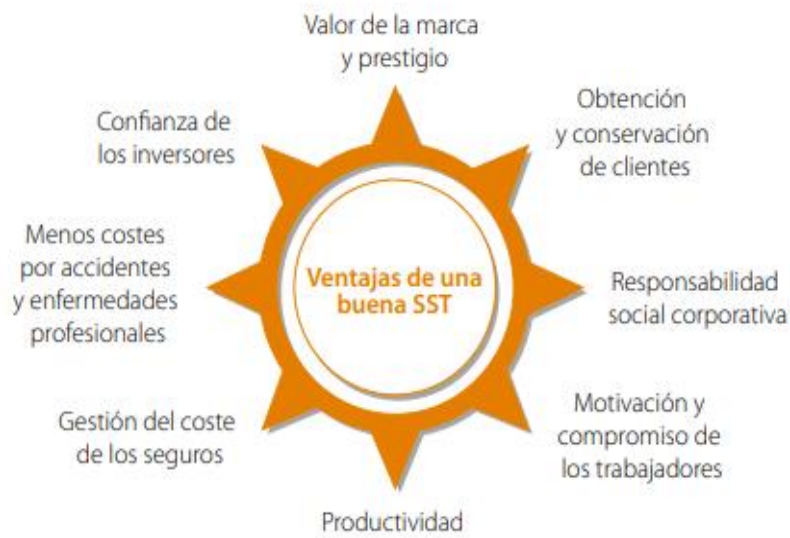 Valor de la marca
y prestigio
Obtención
y conservación
de clientes
Responsabilidad
social corporativa
Motivación y
compromiso de
los trabajadores
Productividad
Gestión del coste
de los seguros
Menos costes
por accidentes
y enfermedades
profesionales
Confianza de
los inversores
Ventajas de una
buena SST